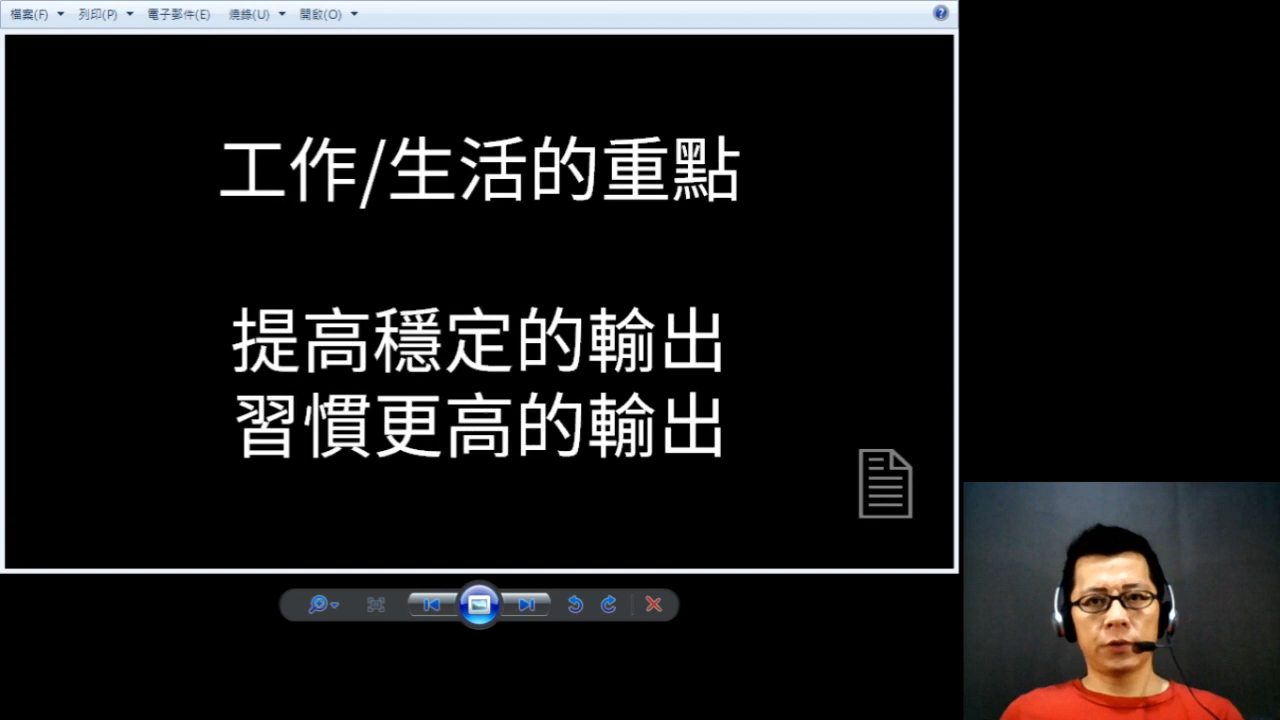 檔案(F) 列印(P) 電子郵件(E) 燒錄(U) 開啟(O)
工作/生活的重點
提高穩定的輸出
習慣更高的輸出